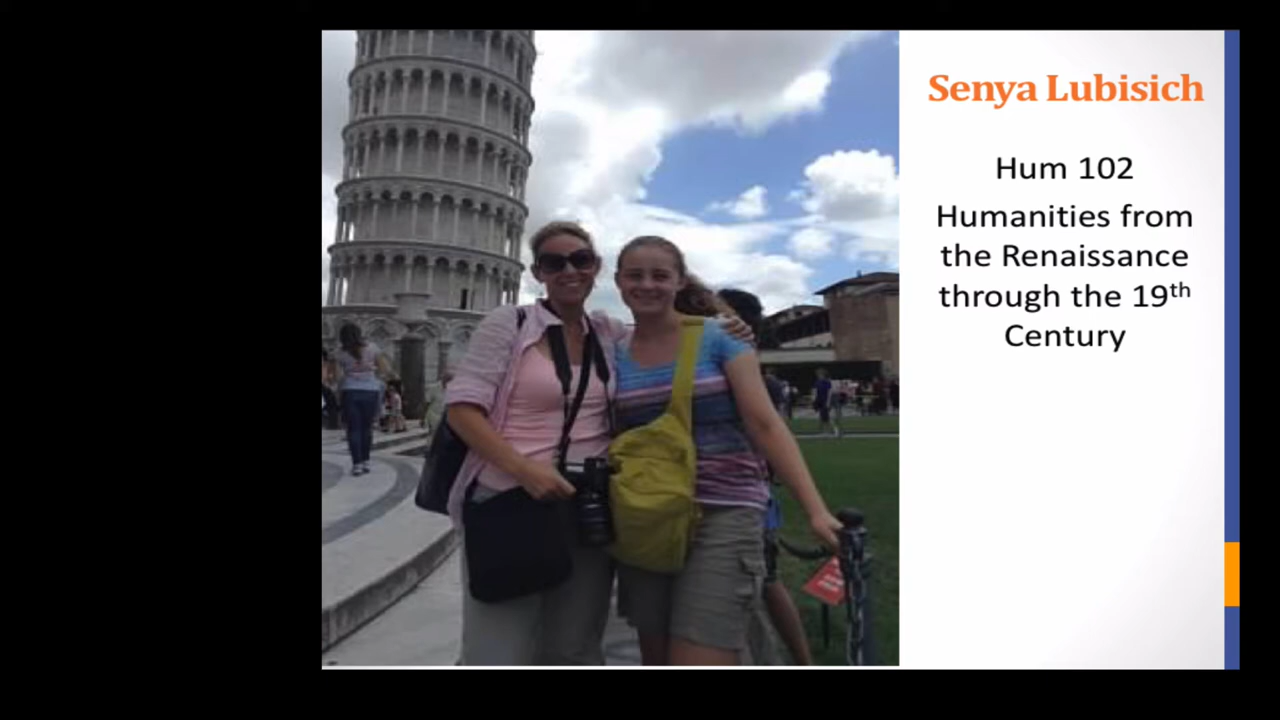 Senya Lubisich
Hum 102
Humanities from
the Renaissance
through the 19th
Century